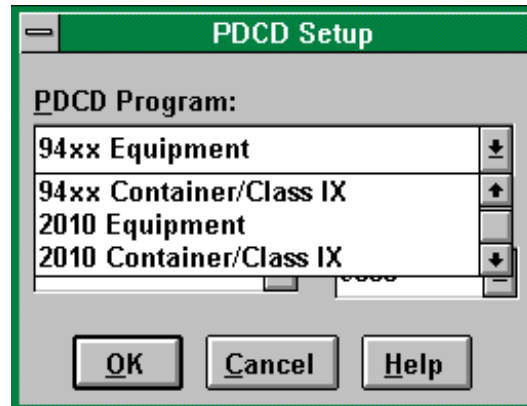 PDCD Setup
PDCD Program:
94xx Equipment
94xx Container/Class IX
2010 Equipment
2010 Container/Class IX
OK Cancel Help